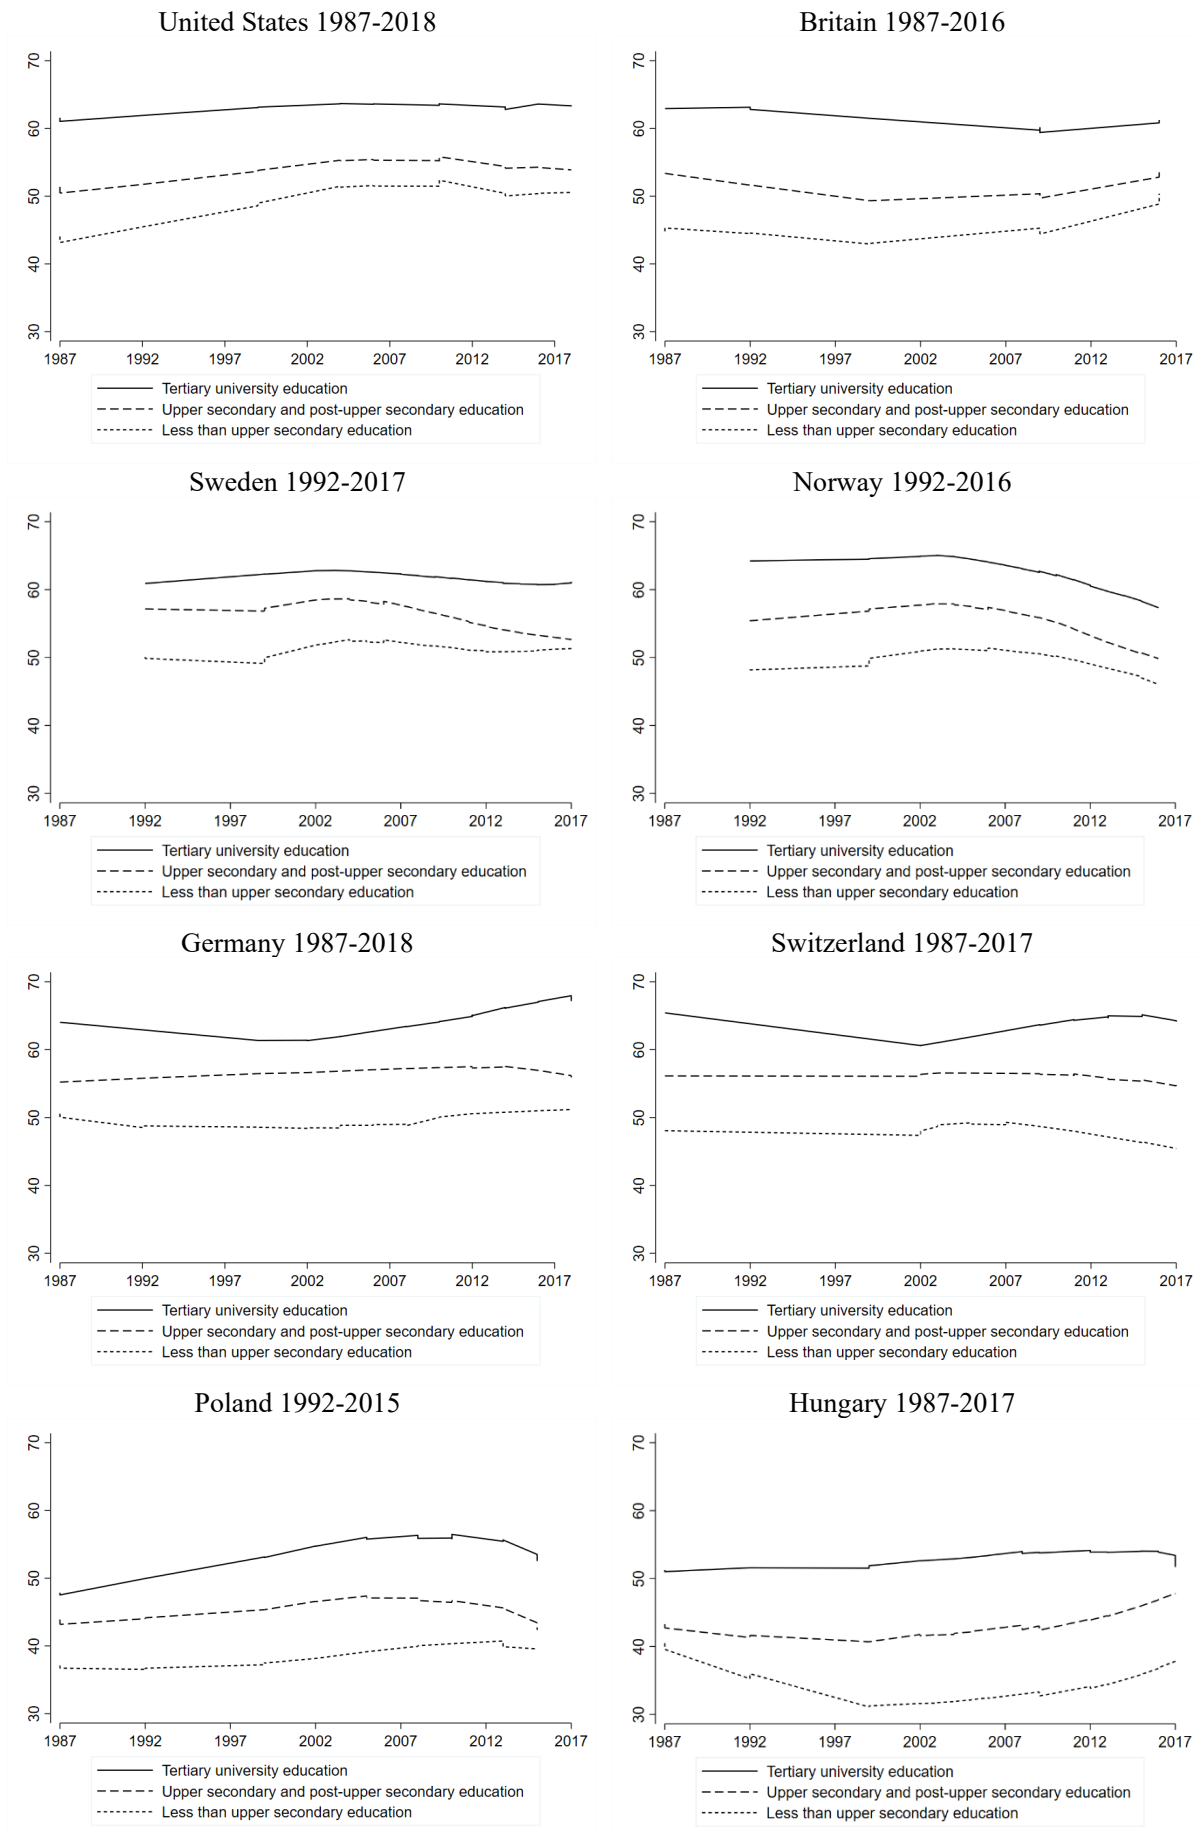 United States 1987-2018
70
60
50
40
30
1987 1992 1997 2002 2007 2012 2017
Tertiary university education
Upper secondary and post-upper secondary education
Less than upper secondary education
Britain 1987-2016
70
60
50
40
30
1987 1992 1997 2002 2007 2012 2017
Tertiary university education
Upper secondary and post-upper secondary education
Less than upper secondary education
Sweden 1992-2017
70
60
50
40
30
1987 1992 1997 2002 2007 2012 2017
Tertiary university education
Upper secondary and post-upper secondary education
Less than upper secondary education
Norway 1992-2016
70
60
50
40
30
1987 1992 1997 2002 2007 2012 2017
Tertiary university education
Upper secondary and post-upper secondary education
Less than upper secondary education
Germany 1987-2018
70
60
50
40
30
1987 1992 1997 2002 2007 2012 2017
Tertiary university education
Upper secondary and post-upper secondary education
Less than upper secondary education
Switzerland 1987-2017
70
60
50
40
30
1987 1992 1997 2002 2007 2012 2017
Tertiary university education
Upper secondary and post-upper secondary education
Less than upper secondary education
Poland 1992-2015
70
60
50
40
30
1987 1992 1997 2002 2007 2012 2017
Tertiary university education
Upper secondary and post-upper secondary education
Less than upper secondary education
Hungary 1987-2017
70
60
50
40
30
1987 1992 1997 2002 2007 2012 2017
Tertiary university education
Upper secondary and post-upper secondary education
Less than upper secondary education